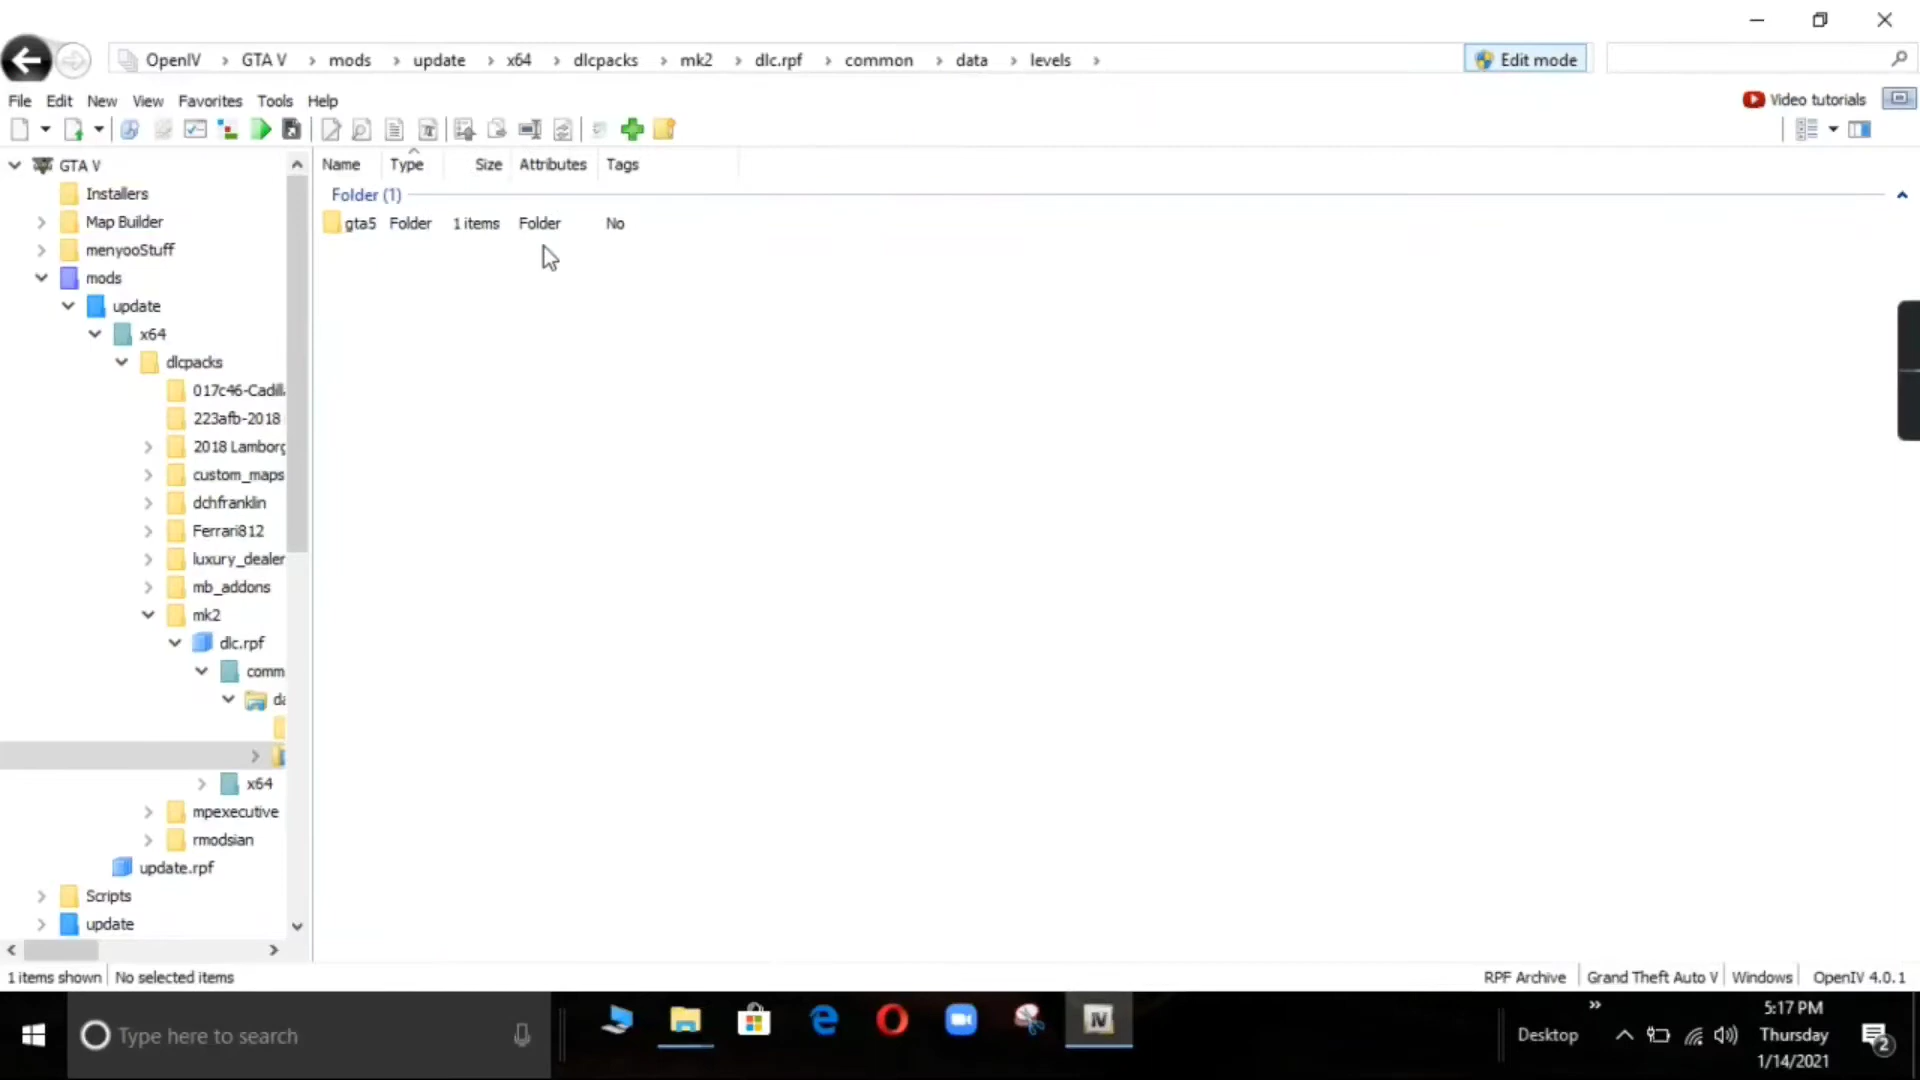 OpenIV › GTA V › mods › update › x64 › dlcpacks › mk2 › dlc.rpf › common › data › levels ›
Edit mode
File Edit New View Favorites Tools Help
Video tutorials
Name Type Size Attributes Tags
Folder (1)
gta5 Folder 1 items Folder No
GTA V
Installers
Map Builder
menyooStuff
mods
update
x64
dlcpacks
017c46-Cadill
223afb-2018
2018 Lamborg
custom_maps
dchfranklin
Ferrari812
luxury_dealer
mb_addons
mk2
dlc.rpf
comm
da
x64
mpexecutive
rmodsian
update.rpf
Scripts
update
1 items shown No selected items
RPF Archive Grand Theft Auto V Windows OpenIV 4.0.1
Type here to search
IV
Desktop
»
5:17 PM
Thursday
1/14/2021
2